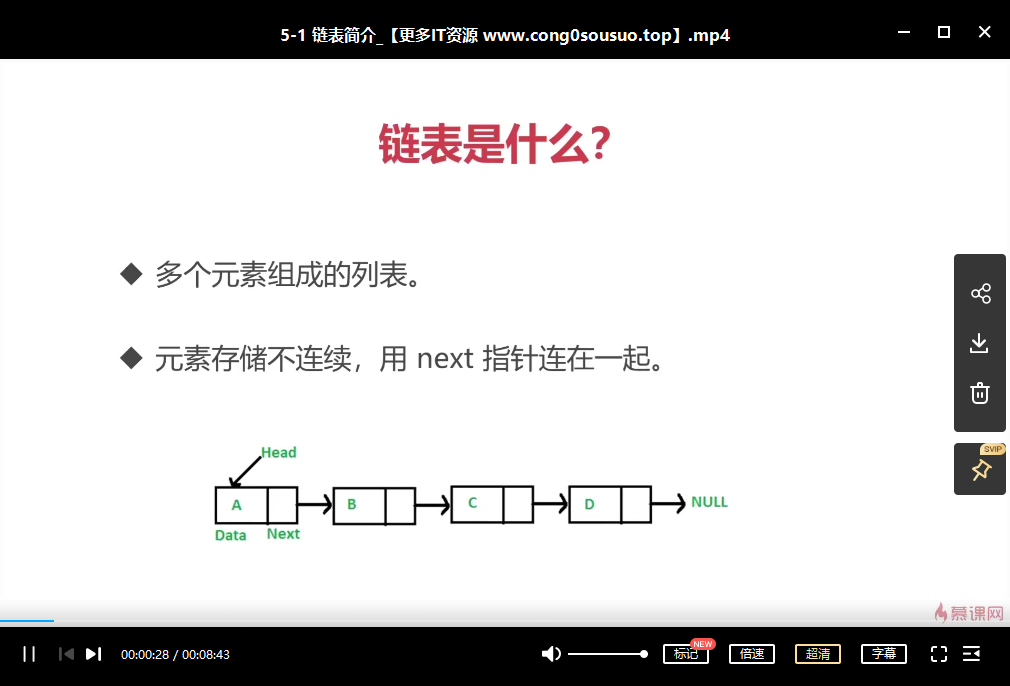 5-1 链表简介_【更多IT资源 www.cong0sousuo.top】.mp4
链表是什么？
◆ 多个元素组成的列表。
◆ 元素存储不连续，用 next 指针连在一起。
SVIP
Head
A B C D NULL
Data Next
慕课网
00:00:28 / 00:08:43 标记 NEW 倍速 超清 字幕